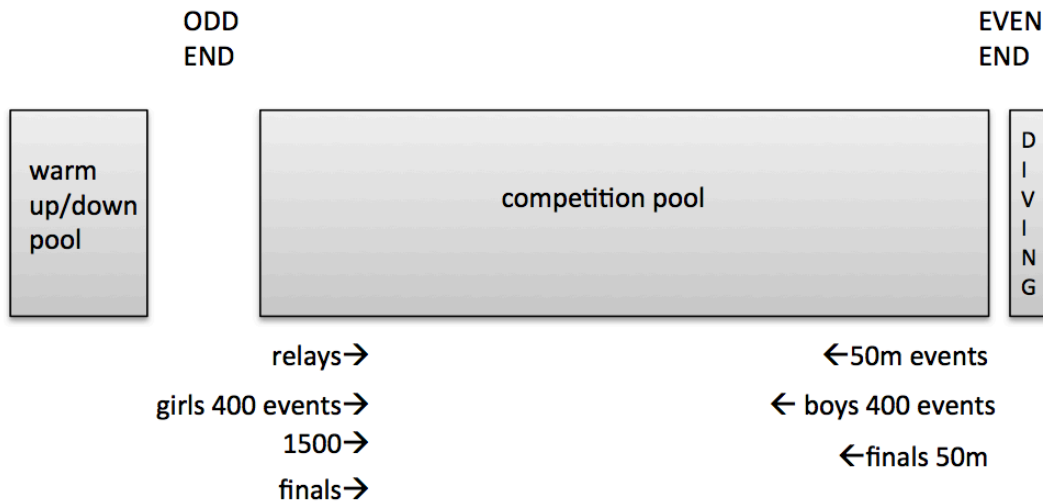 ODD
END
EVEN
END
warm
up/down
pool
competition pool
D
I
V
I
N
G
relays→
←50m events
girls 400 events→
← boys 400 events
1500→
←finals 50m
finals→